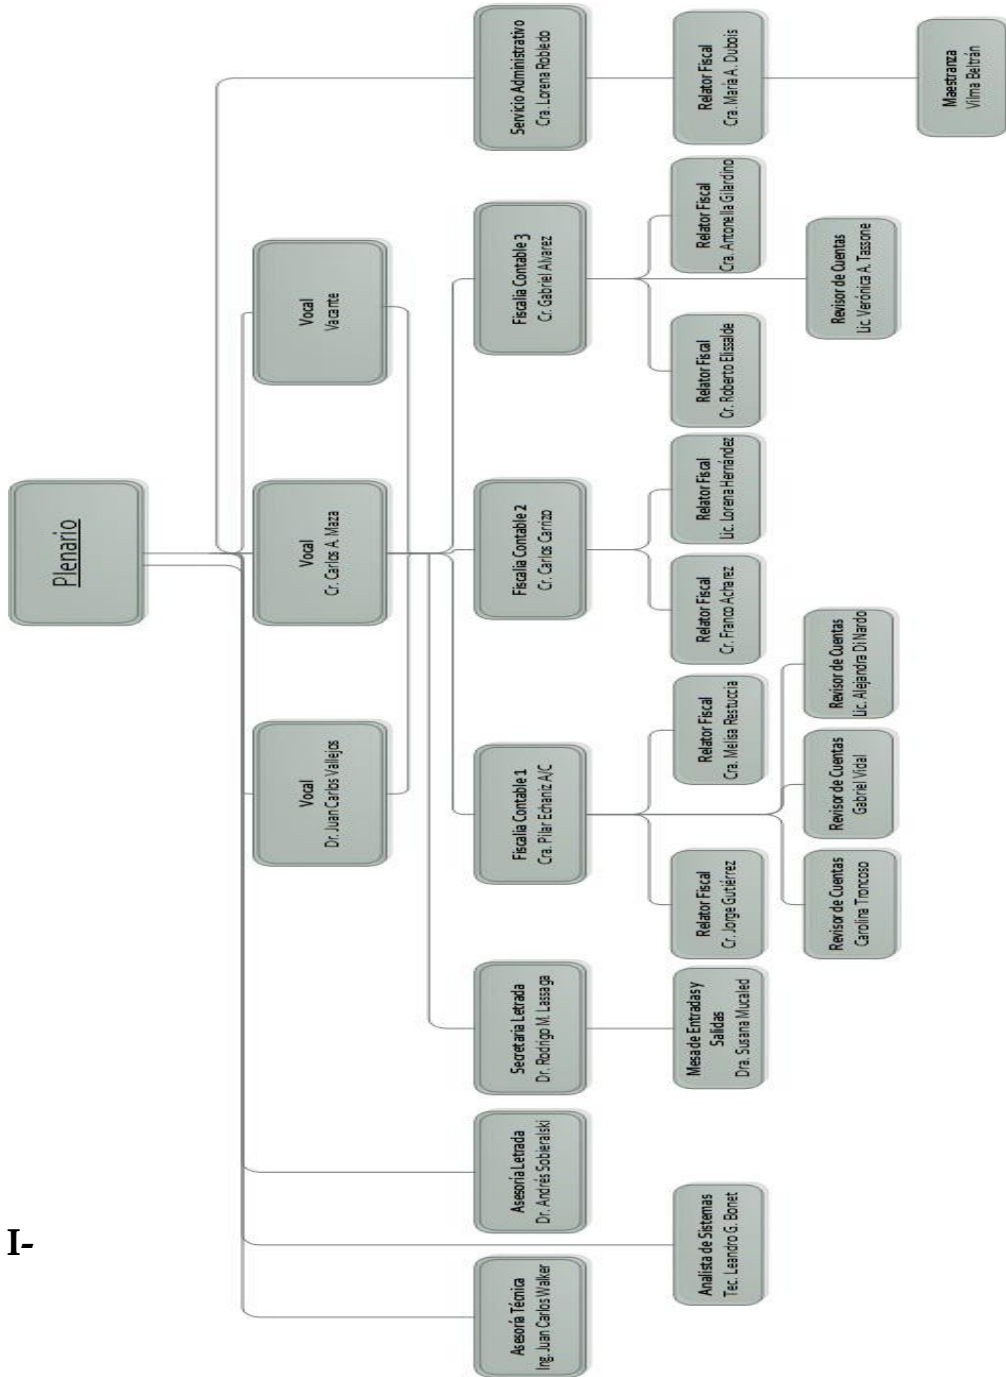 Plenario
Vocal
Dr. Juan Carlos Vallejos
Vocal
Cr. Carlos A. Maza
Vocal
Vacante
Asesoría Técnica
Ing. Juan Carlos Walker
Asesoría Letrada
Dr. Andrés Sobieralski
Secretaria Letrada
Dr. Rodrigo M. Lassaga
Fiscalia Contable 1
Cra. Pilar Echaniz A/C
Fiscalia Contable 2
Cr. Carlos Carrizo
Fiscalia Contable 3
Cr. Gabriel Alvarez
Servicio Administrativo
Cra. Lorena Robledo
Analista de Sistemas
Tec. Leandro G. Bonet
Mesa de Entradas y
Salidas
Dra. Susana Mucaled
Relator Fiscal
Cr. Jorge Gutiérrez
Relator Fiscal
Cra. Melisa Restuccia
Relator Fiscal
Cr. Franco Acharez
Relator Fiscal
Lic. Lorena Hernández
Relator Fiscal
Cr. Roberto Elissalde
Relator Fiscal
Cra. Antonella Gilardino
Relator Fiscal
Cra. María A. Dubois
Revisor de Cuentas
Carolina Troncoso
Revisor de Cuentas
Gabriel Vidal
Revisor de Cuentas
Lic. Alejandra Di Nardo
Revisor de Cuentas
Lic. Verónica A. Tassone
Maestranza
Vilma Beltrán
I-